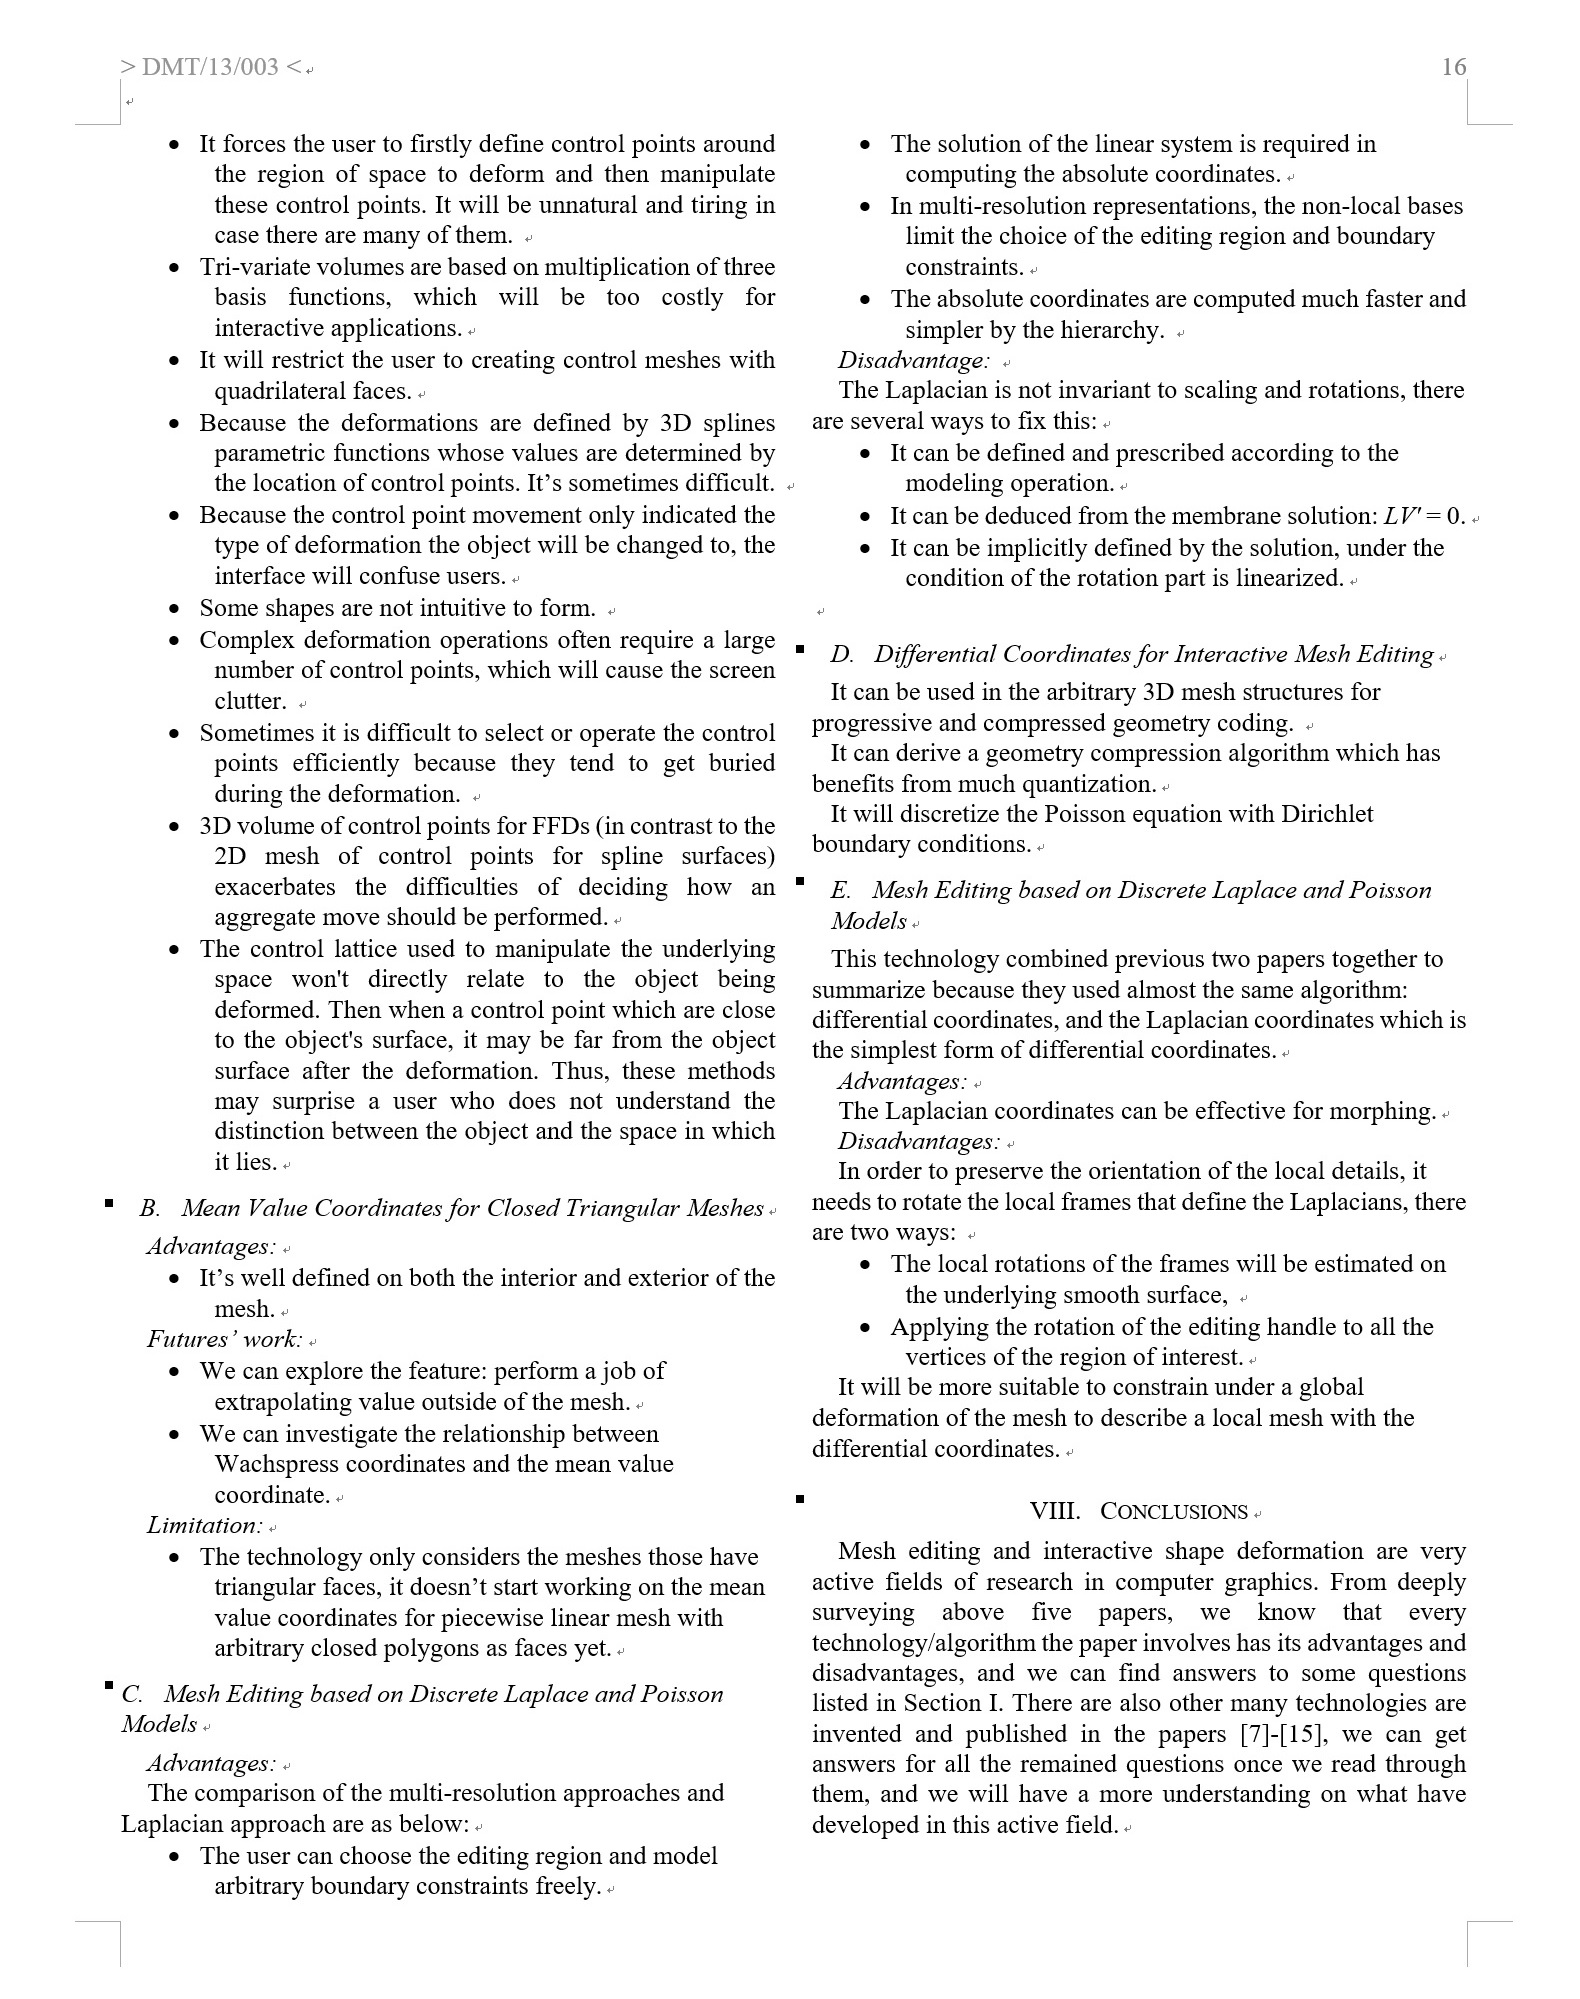 > DMT/13/003 <
16
• It forces the user to firstly define control points around
the region of space to deform and then manipulate
these control points. It will be unnatural and tiring in
case there are many of them.
• Tri-variate volumes are based on multiplication of three
basis functions, which will be too costly for
interactive applications.
• It will restrict the user to creating control meshes with
quadrilateral faces.
• Because the deformations are defined by 3D splines
parametric functions whose values are determined by
the location of control points. It’s sometimes difficult.
• Because the control point movement only indicated the
type of deformation the object will be changed to, the
interface will confuse users.
• Some shapes are not intuitive to form.
• Complex deformation operations often require a large
number of control points, which will cause the screen
clutter.
• Sometimes it is difficult to select or operate the control
points efficiently because they tend to get buried
during the deformation.
• 3D volume of control points for FFDs (in contrast to the
2D mesh of control points for spline surfaces)
exacerbates the difficulties of deciding how an
aggregate move should be performed.
• The control lattice used to manipulate the underlying
space won't directly relate to the object being
deformed. Then when a control point which are close
to the object's surface, it may be far from the object
surface after the deformation. Thus, these methods
may surprise a user who does not understand the
distinction between the object and the space in which
it lies.
B. Mean Value Coordinates for Closed Triangular Meshes
Advantages:
• It’s well defined on both the interior and exterior of the
mesh.
Futures’ work:
• We can explore the feature: perform a job of
extrapolating value outside of the mesh.
• We can investigate the relationship between
Wachspress coordinates and the mean value
coordinate.
Limitation:
• The technology only considers the meshes those have
triangular faces, it doesn’t start working on the mean
value coordinates for piecewise linear mesh with
arbitrary closed polygons as faces yet.
C. Mesh Editing based on Discrete Laplace and Poisson
Models
Advantages:
The comparison of the multi-resolution approaches and
Laplacian approach are as below:
• The user can choose the editing region and model
arbitrary boundary constraints freely.
• The solution of the linear system is required in
computing the absolute coordinates.
• In multi-resolution representations, the non-local bases
limit the choice of the editing region and boundary
constraints.
• The absolute coordinates are computed much faster and
simpler by the hierarchy.
Disadvantage:
The Laplacian is not invariant to scaling and rotations, there
are several ways to fix this:
• It can be defined and prescribed according to the
modeling operation.
• It can be deduced from the membrane solution: LV' = 0.
• It can be implicitly defined by the solution, under the
condition of the rotation part is linearized.
D. Differential Coordinates for Interactive Mesh Editing
It can be used in the arbitrary 3D mesh structures for
progressive and compressed geometry coding.
It can derive a geometry compression algorithm which has
benefits from much quantization.
It will discretize the Poisson equation with Dirichlet
boundary conditions.
E. Mesh Editing based on Discrete Laplace and Poisson
Models
This technology combined previous two papers together to
summarize because they used almost the same algorithm:
differential coordinates, and the Laplacian coordinates which is
the simplest form of differential coordinates.
Advantages:
The Laplacian coordinates can be effective for morphing.
Disadvantages:
In order to preserve the orientation of the local details, it
needs to rotate the local frames that define the Laplacians, there
are two ways:
• The local rotations of the frames will be estimated on
the underlying smooth surface,
• Applying the rotation of the editing handle to all the
vertices of the region of interest.
It will be more suitable to constrain under a global
deformation of the mesh to describe a local mesh with the
differential coordinates.
VIII. CONCLUSIONS
Mesh editing and interactive shape deformation are very
active fields of research in computer graphics. From deeply
surveying above five papers, we know that every
technology/algorithm the paper involves has its advantages and
disadvantages, and we can find answers to some questions
listed in Section I. There are also other many technologies are
invented and published in the papers [7]-[15], we can get
answers for all the remained questions once we read through
them, and we will have a more understanding on what have
developed in this active field.